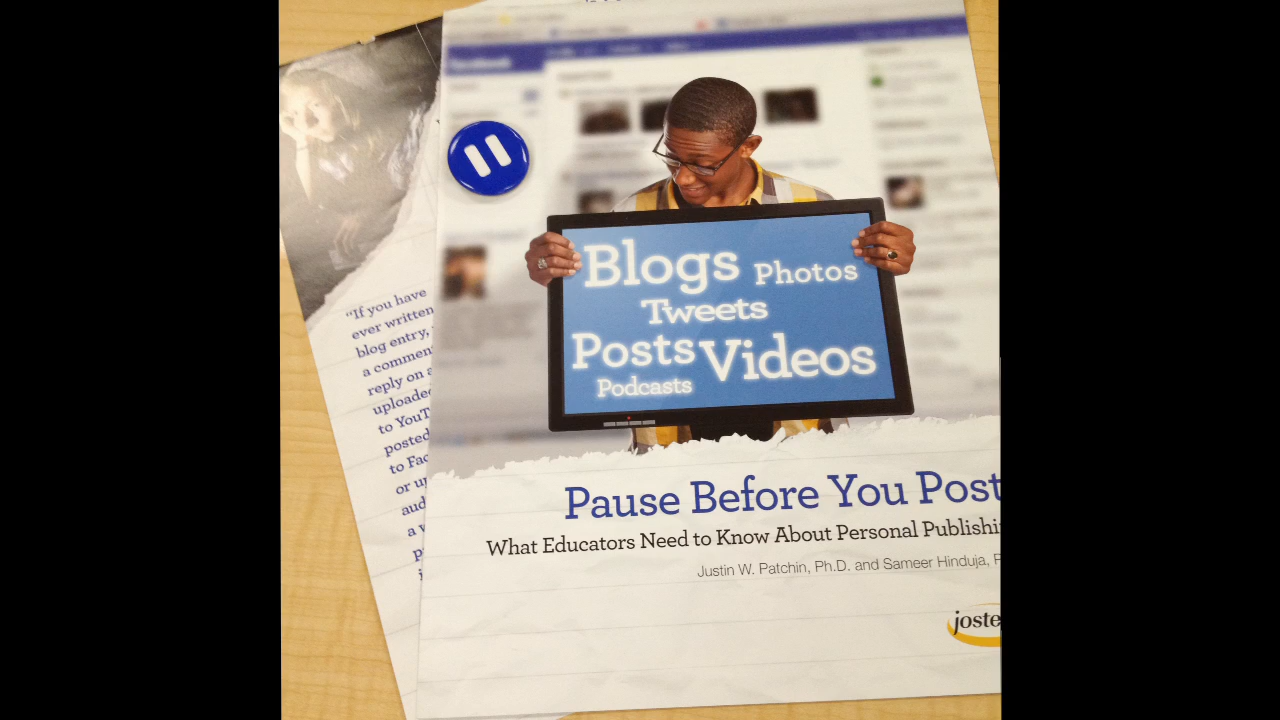 "If you have
ever written
blog entry,
a commen
reply on a
uploaded
to YouT
posted
to Fac
or up
aud
a w
Blogs
Photos
Tweets
Posts
Videos
Podcasts
Pause Before You Post
What Educators Need to Know About Personal Publishi
Justin W. Patchin, Ph.D. and Sameer Hinduja, P
joste